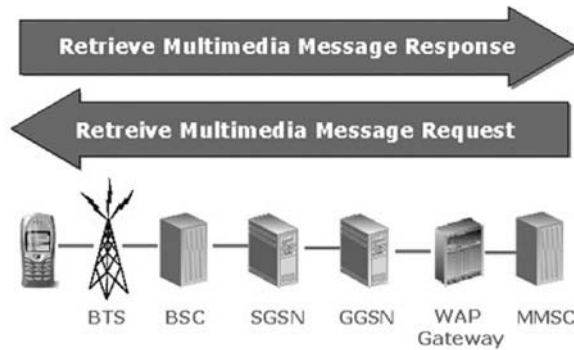 Retrieve Multimedia Message Response
Retreive Multimedia Message Request
BTS BSC SGSN GGSN WAP Gateway MMSC